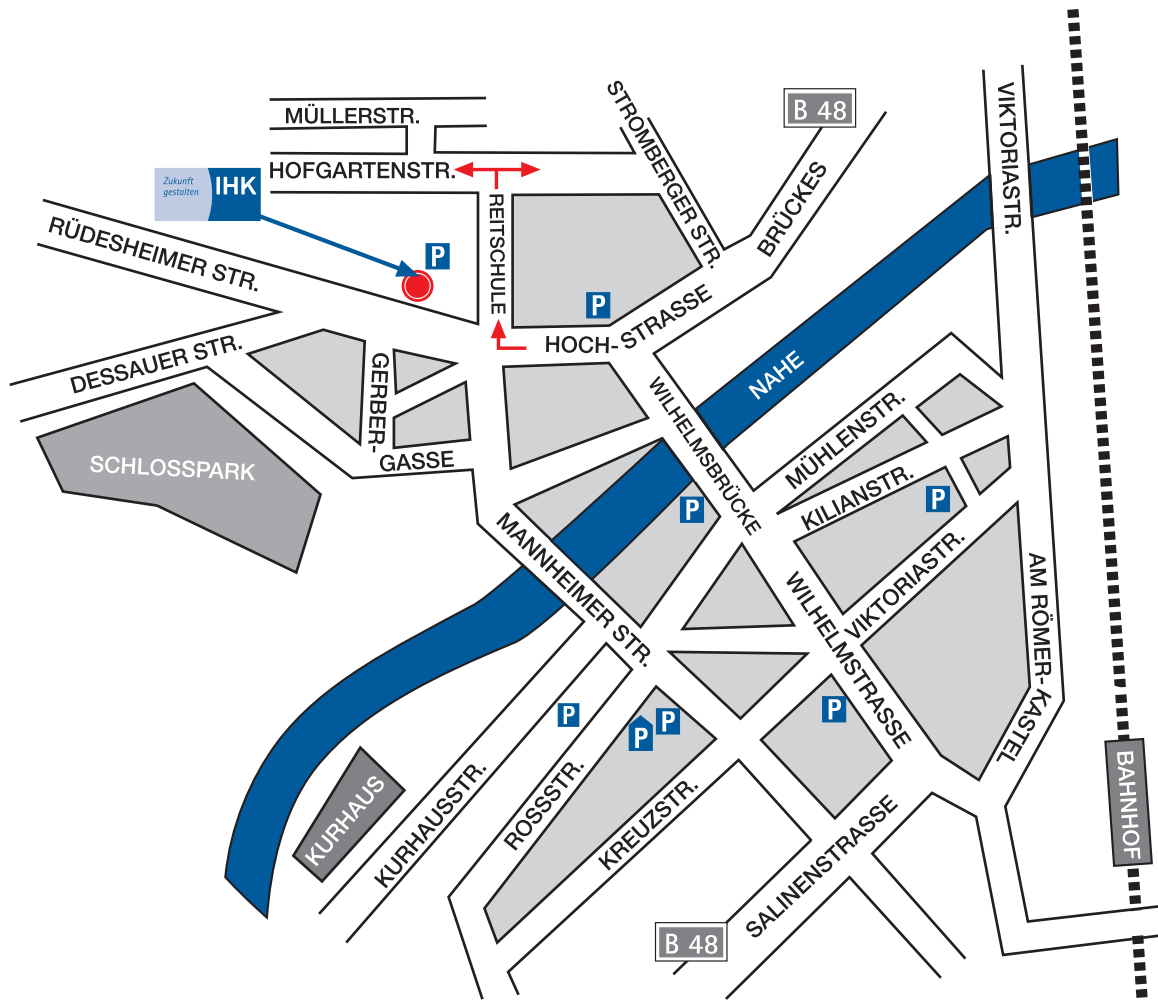 B 48
MÜLLERSTR.
STROMBERGER STR.
VIKTORIASTR.
HOFGARTENSTR.
Zukunft
gestalten
IHK
BRÜCKES
REITSCHULE
RÜDESHEIMER STR.
P
P
HOCH-STRASSE
DESSAUER STR.
GERBER-
GASSE
NAHE
WILHELMSBRÜCKE
MÜHLENSTR.
SCHLOSSPARK
KILIANSTR.
P
P
MANNHEIMER STR.
VIKTORIASTR.
WILHELMSTRASSE
AM RÖMER-KASTEL
P
P
P
P
BAHNHOF
KURHAUS
KURHAUSSTR.
ROSSSTR.
KREUZSTR.
SALINENSTRASSE
B 48